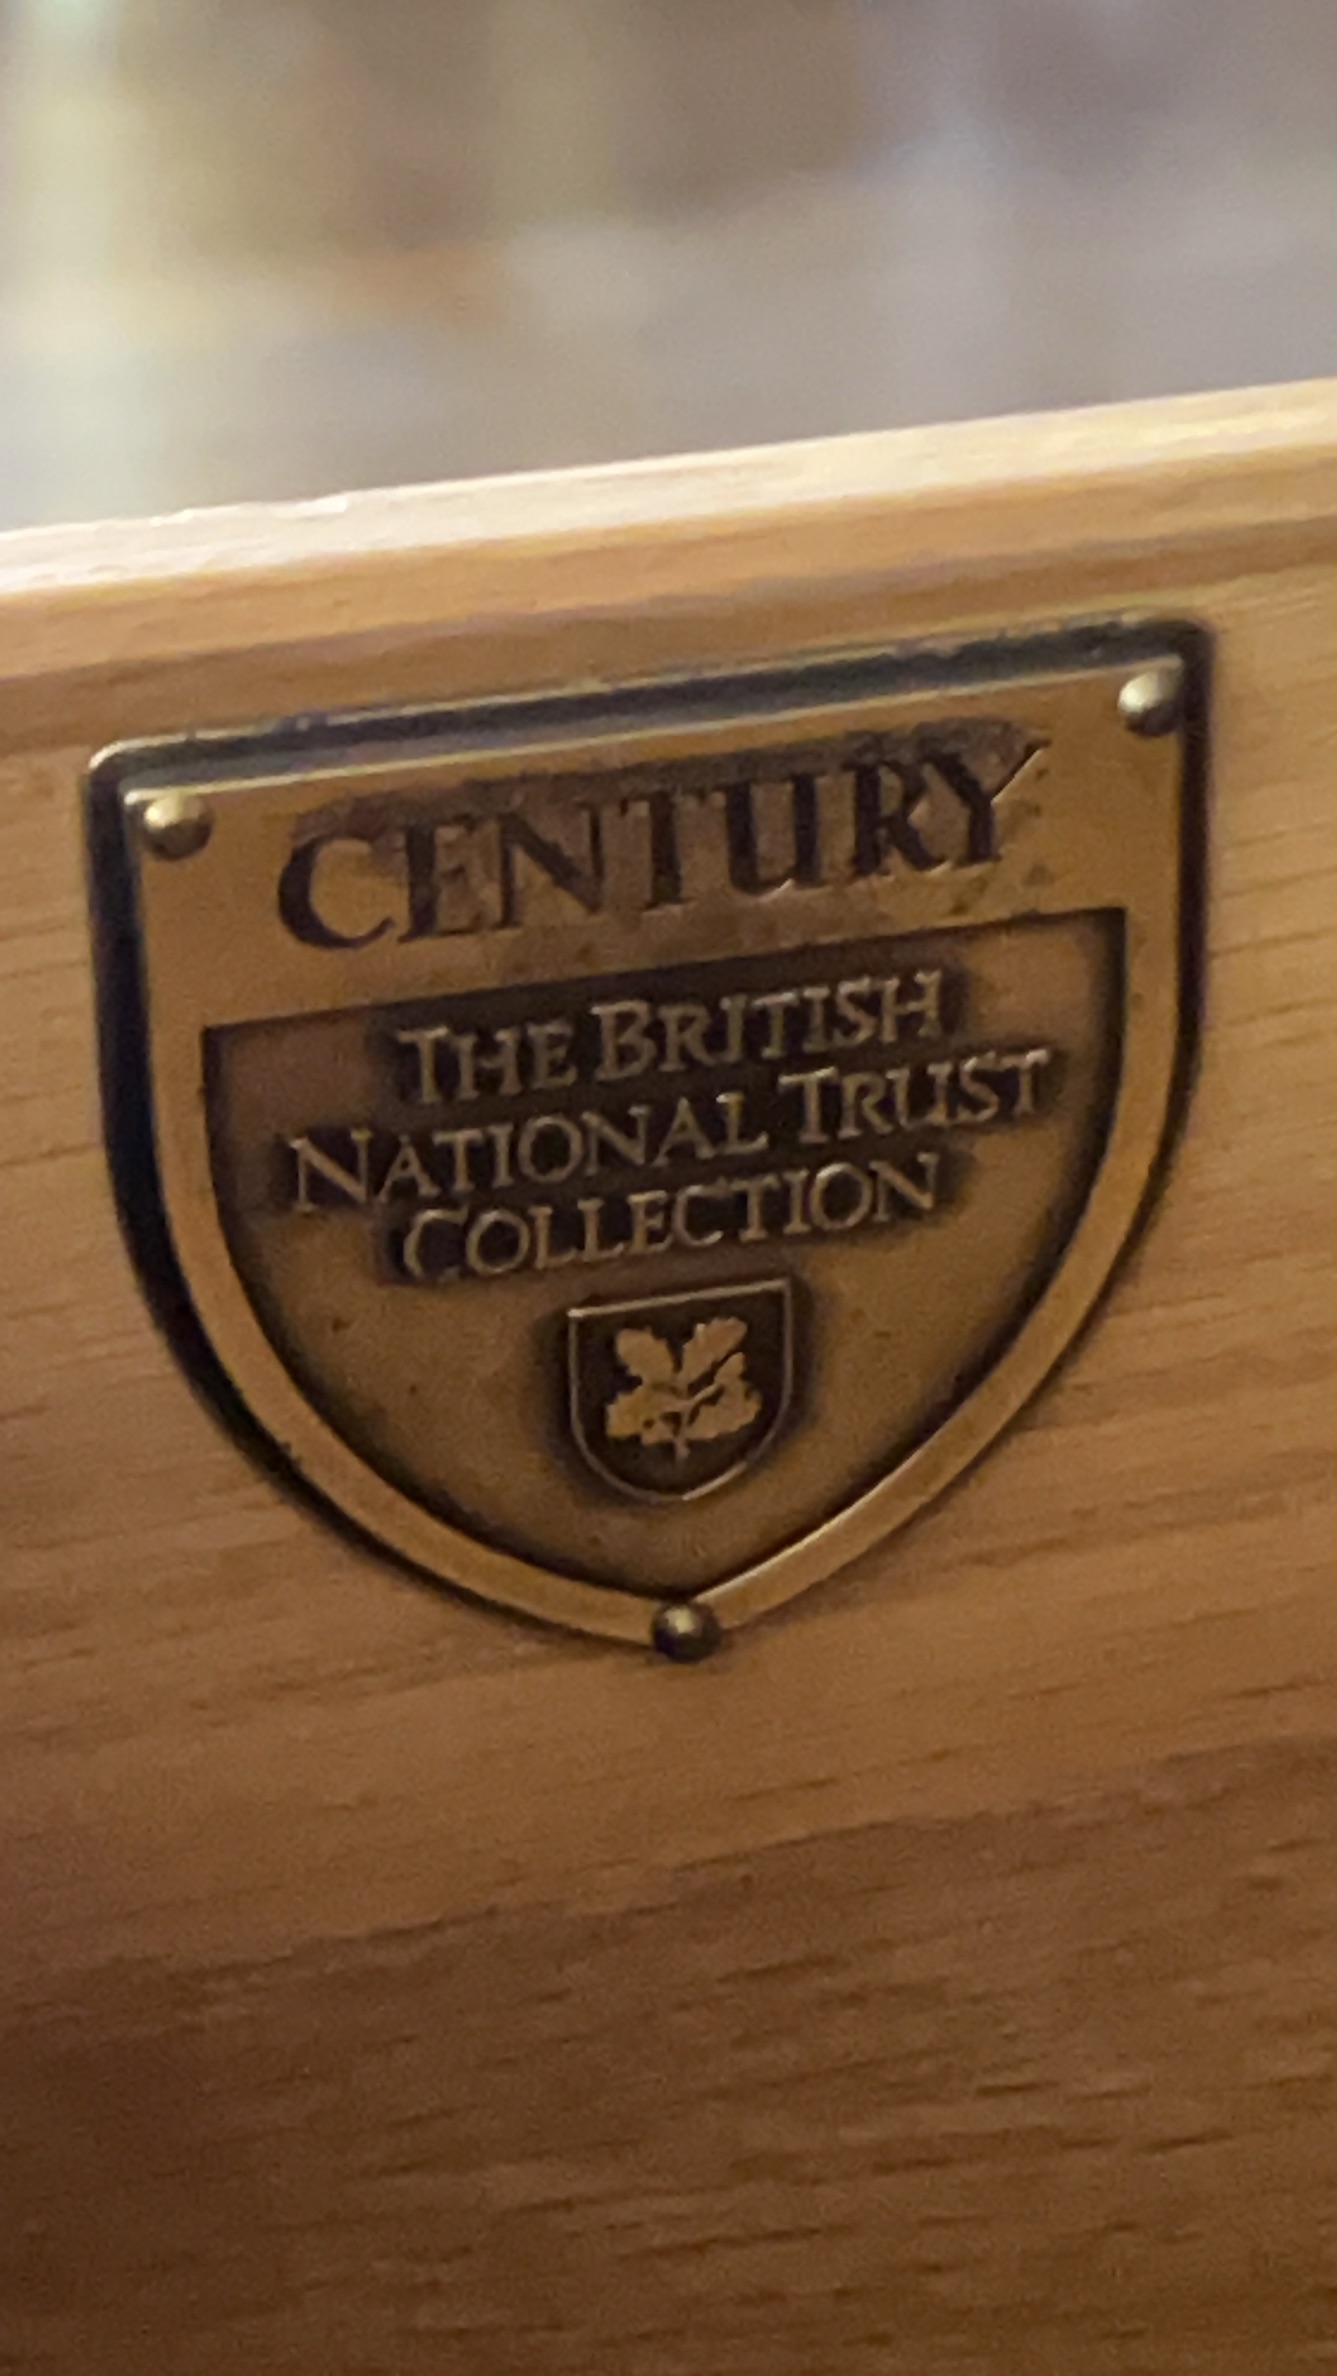 CENTURY
THE BRITISH
NATIONAL TRUST
COLLECTION